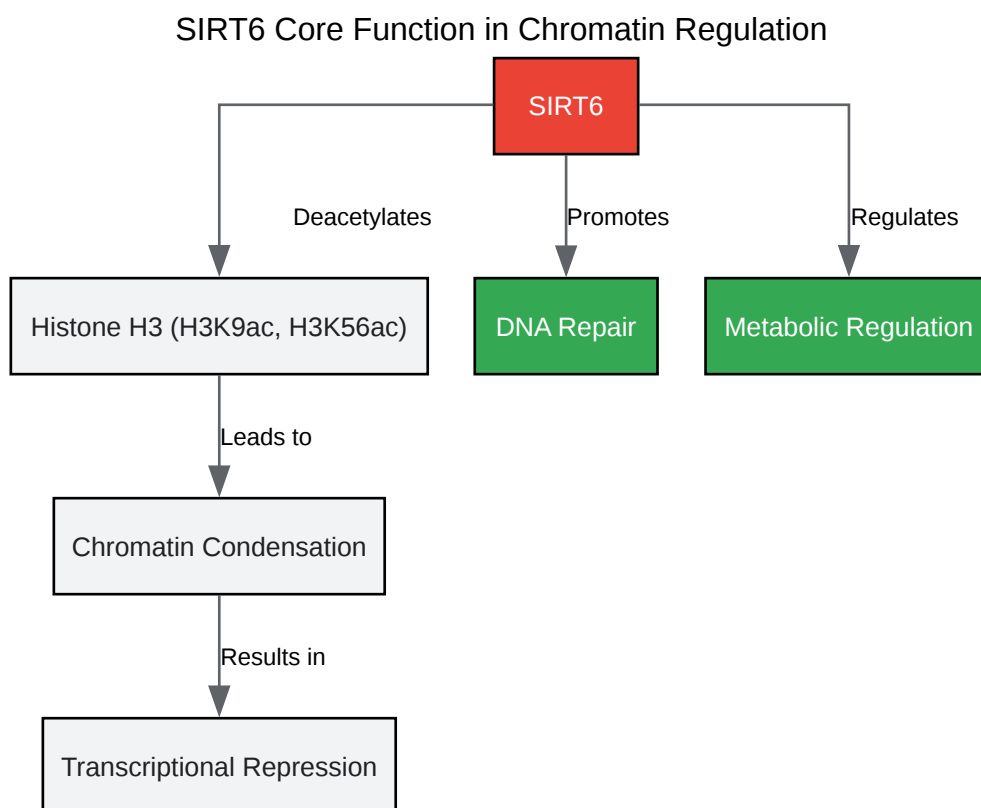 SIRT6 Core Function in Chromatin Regulation
SIRT6
Deacetylates
Promotes
Regulates
Histone H3 (H3K9ac, H3K56ac)
DNA Repair
Metabolic Regulation
Leads to
Chromatin Condensation
Results in
Transcriptional Repression